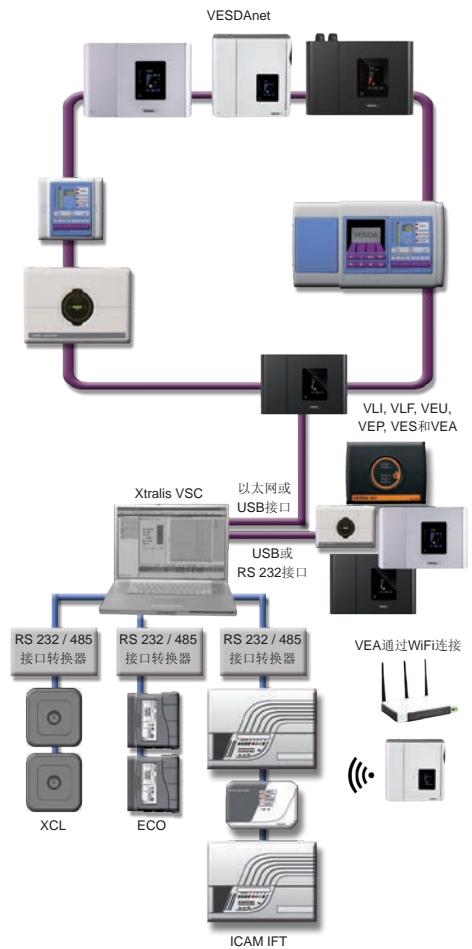 VESDAnet
VESDA
VLI, VLF, VEU,
VEP, VES和VEA
以太网或
USB接口
Xtralis VSC
USB或
RS 232接口
RS 232 / 485
接口转换器
RS 232 / 485
接口转换器
RS 232 / 485
接口转换器
VEA通过WiFi连接
XCL
ECO
ICAM IFT